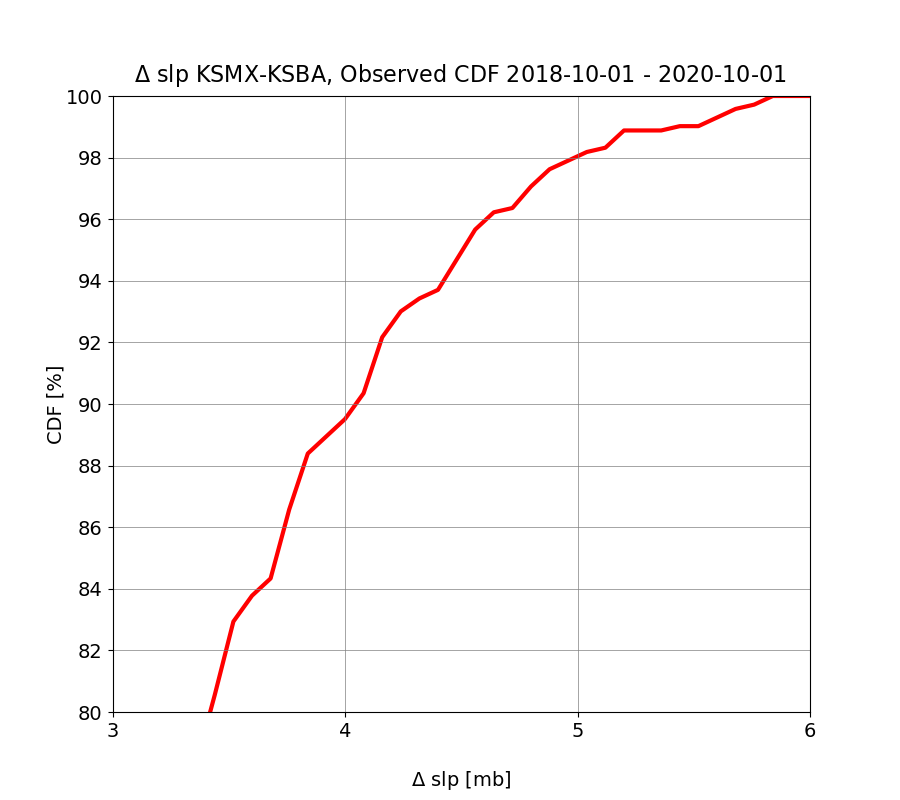 Δ slp KSMX-KSBA, Observed CDF 2018-10-01 - 2020-10-01
100
98
96
94
92
90
88
86
84
82
80
CDF [%]
3 4 5 6
Δ slp [mb]